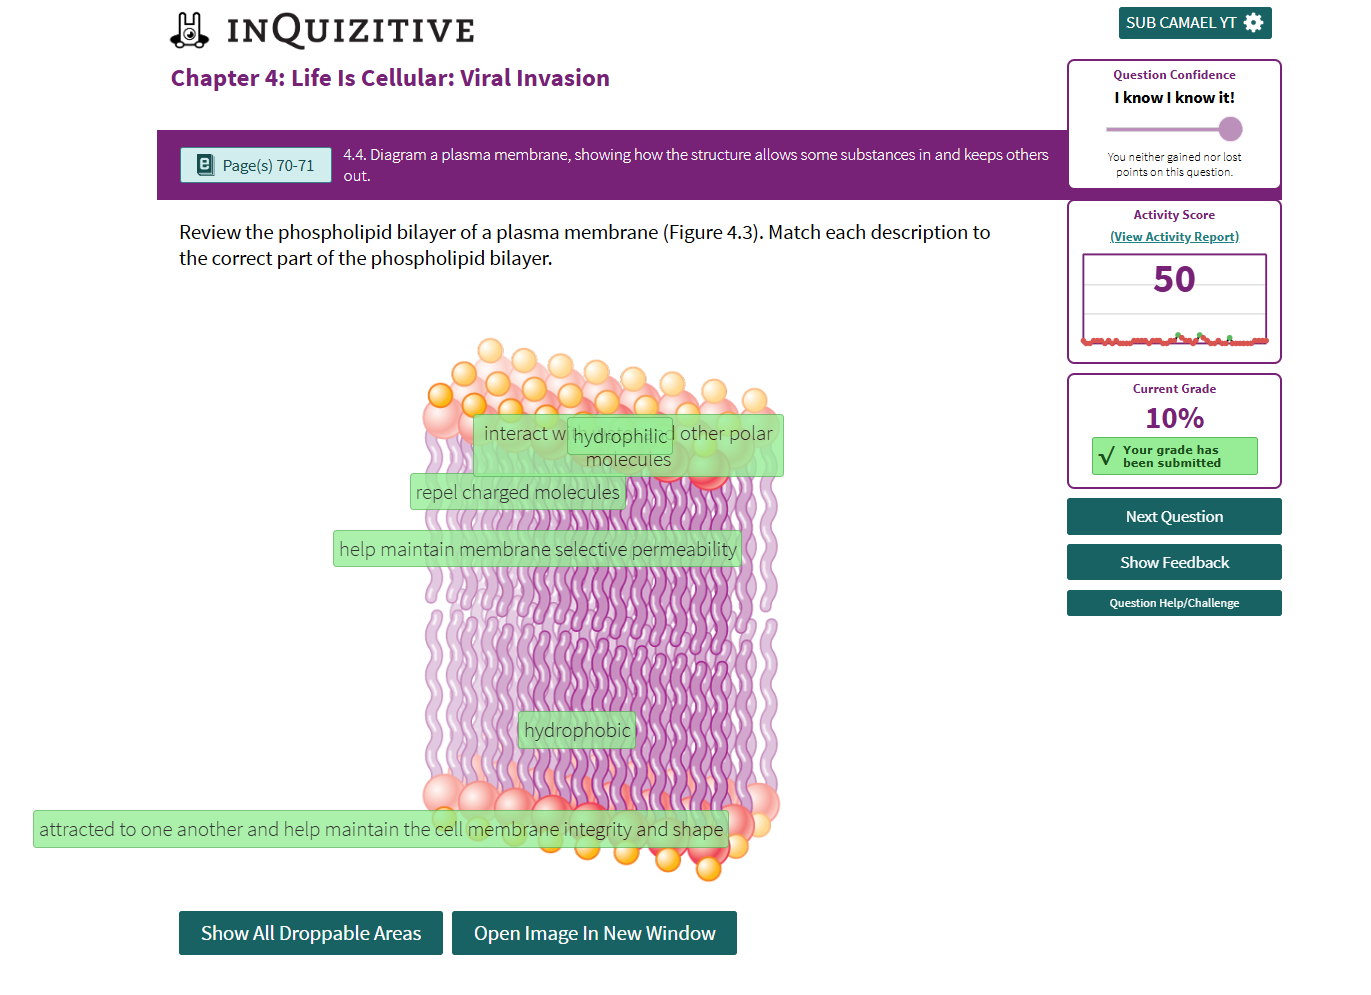 INQUIZITIVE
SUB CAMAEL YT
Chapter 4: Life Is Cellular: Viral Invasion
Question Confidence
I know I know it!
You neither gained nor lost
points on this question.
Page(s) 70-71
4.4. Diagram a plasma membrane, showing how the structure allows some substances in and keeps others
out.
Activity Score
(View Activity Report)
50
Review the phospholipid bilayer of a plasma membrane (Figure 4.3). Match each description to
the correct part of the phospholipid bilayer.
Current Grade
10%
√ Your grade has
been submitted
Next Question
Show Feedback
Question Help/Challenge
interact other polar
molecules
hydrophilic
repel charged molecules
help maintain membrane selective permeability
hydrophobic
attracted to one another and help maintain the cell membrane integrity and shape
Show All Droppable Areas
Open Image In New Window